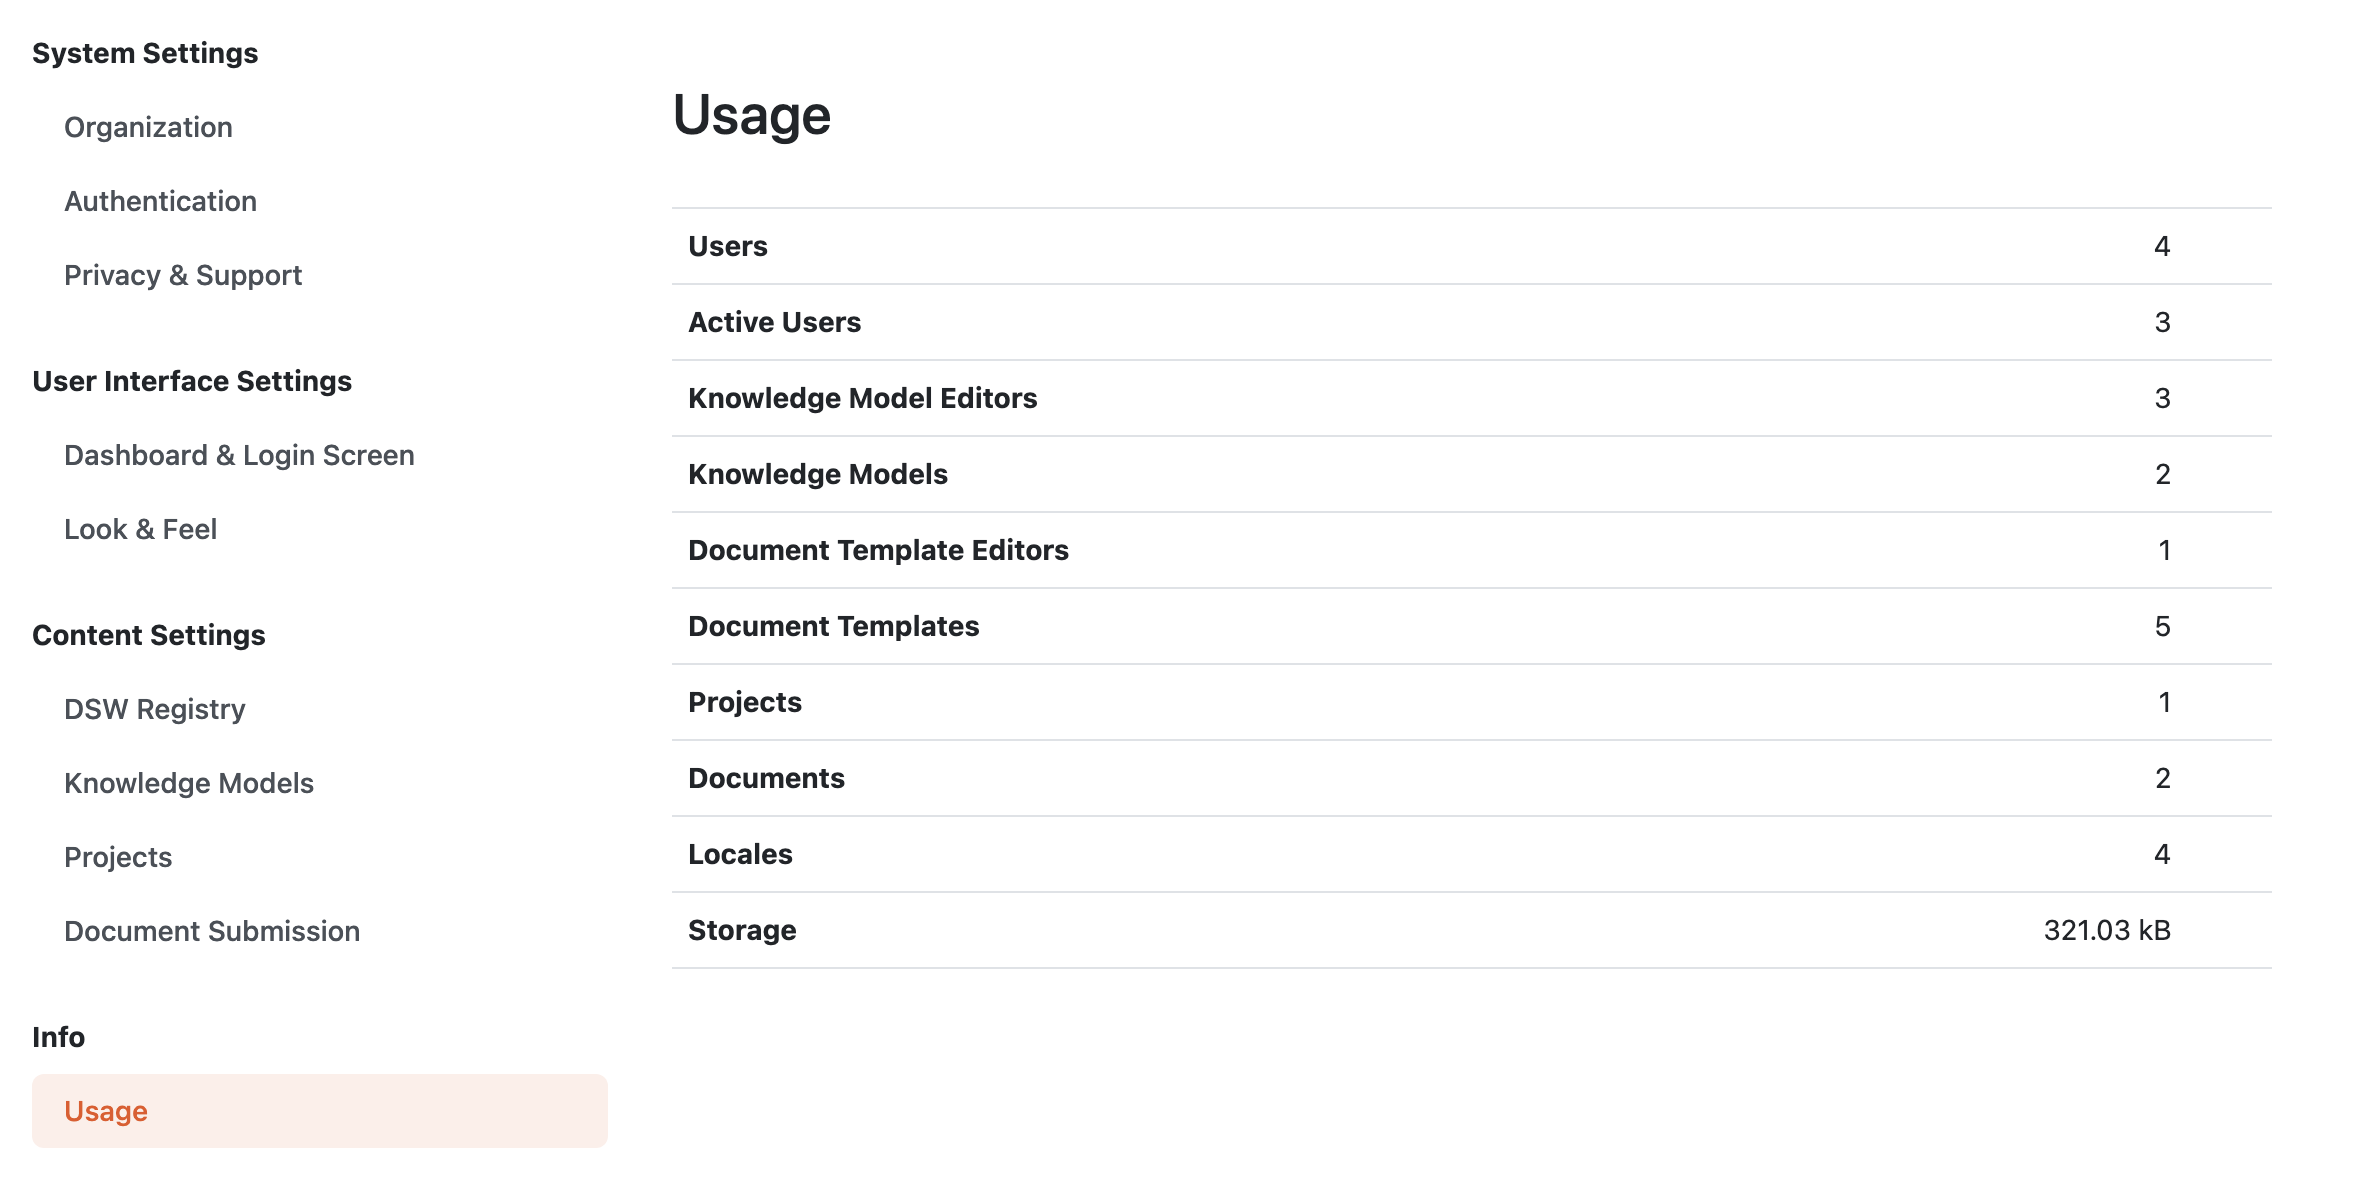 System Settings
Organization
Authentication
Privacy & Support
User Interface Settings
Dashboard & Login Screen
Look & Feel
Content Settings
DSW Registry
Knowledge Models
Projects
Document Submission
Info
Usage
Usage
Users 4
Active Users 3
Knowledge Model Editors 3
Knowledge Models 2
Document Template Editors 1
Document Templates 5
Projects 1
Documents 2
Locales 4
Storage 321.03 kB